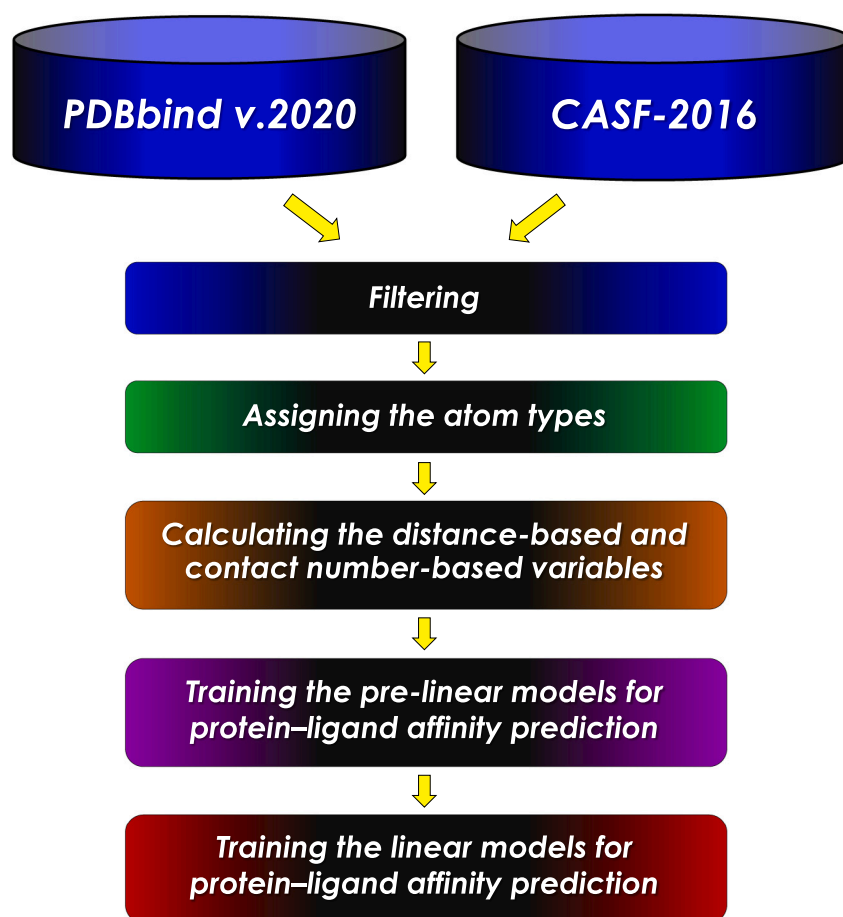 PDBbind v.2020
CASF-2016
Filtering
Assigning the atom types
Calculating the distance-based and
contact number-based variables
Training the pre-linear models for
protein–ligand affinity prediction
Training the linear models for
protein–ligand affinity prediction